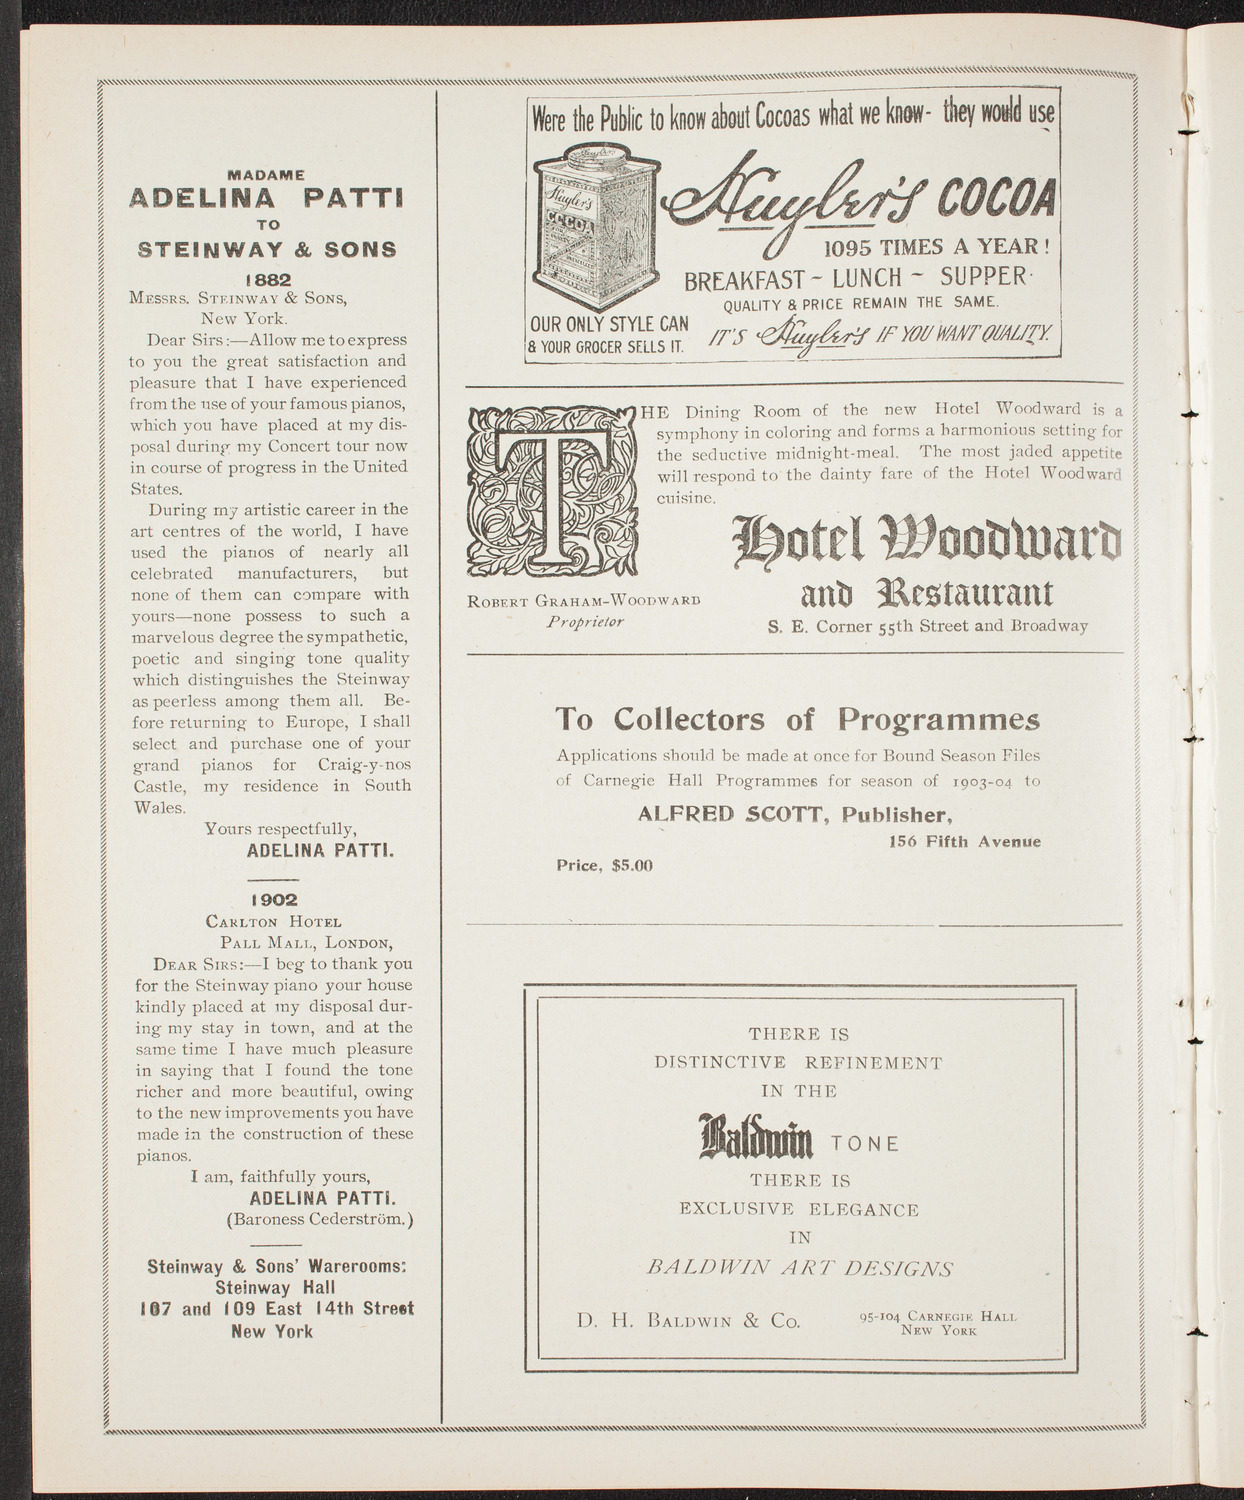 MADAME
ADELINA PATTI
TO
STEINWAY & SONS
1882
MESSRS. STEINWAY & SONS,
New York.
Dear Sirs:—Allow me to express
to you the great satisfaction and
pleasure that I have experienced
from the use of your famous pianos,
which you have placed at my dis-
posal during my Concert tour now
in course of progress in the United
States.
During my artistic career in the
art centres of the world, I have
used the pianos of nearly all
celebrated manufacturers, but
none of them can compare with
yours—none possess to such a
marvelous degree the sympathetic,
poetic and singing tone quality
which distinguishes the Steinway
as peerless among them all. Be-
fore returning to Europe, I shall
select and purchase one of your
grand pianos for Craig-y-nos
Castle, my residence in South
Wales.
Yours respectfully,
ADELINA PATTI.
1902
CARLTON HOTEL
PALL MALL, LONDON,
DEAR SIRS:—I beg to thank you
for the Steinway piano your house
kindly placed at my disposal dur-
ing my stay in town, and at the
same time I have much pleasure
in saying that I found the tone
richer and more beautiful, owing
to the new improvements you have
made in the construction of these
pianos.
I am, faithfully yours,
ADELINA PATTI.
(Baroness Cederström.)
Steinway & Sons' Warerooms:
Steinway Hall
107 and 109 East 14th Street
New York
Were the Public to know about Cocoas what we know- they would use
Huyler's
Huyler's
COCOA
Huyler's COCOA
1095 TIMES A YEAR!
BREAKFAST ~ LUNCH ~ SUPPER
QUALITY & PRICE REMAIN THE SAME.
OUR ONLY STYLE CAN
& YOUR GROCER SELLS IT.
IT'S Huyler's IF YOU WANT QUALITY.
THE Dining Room of the new Hotel Woodward is a
symphony in coloring and forms a harmonious setting for
the seductive midnight-meal. The most jaded appetite
will respond to the dainty fare of the Hotel Woodward
cuisine.
Hotel Woodward
and Restaurant
ROBERT GRAHAM-WOODWARD
Proprietor
S. E. Corner 55th Street and Broadway
To Collectors of Programmes
Applications should be made at once for Bound Season Files
of Carnegie Hall Programmes for season of 1903-04 to
ALFRED SCOTT, Publisher,
156 Fifth Avenue
Price, $5.00
THERE IS
DISTINCTIVE REFINEMENT
IN THE
Baldwin TONE
THERE IS
EXCLUSIVE ELEGANCE
IN
BALDWIN ART DESIGNS
D. H. BALDWIN & Co.
95-104 CARNEGIE HALL
NEW YORK